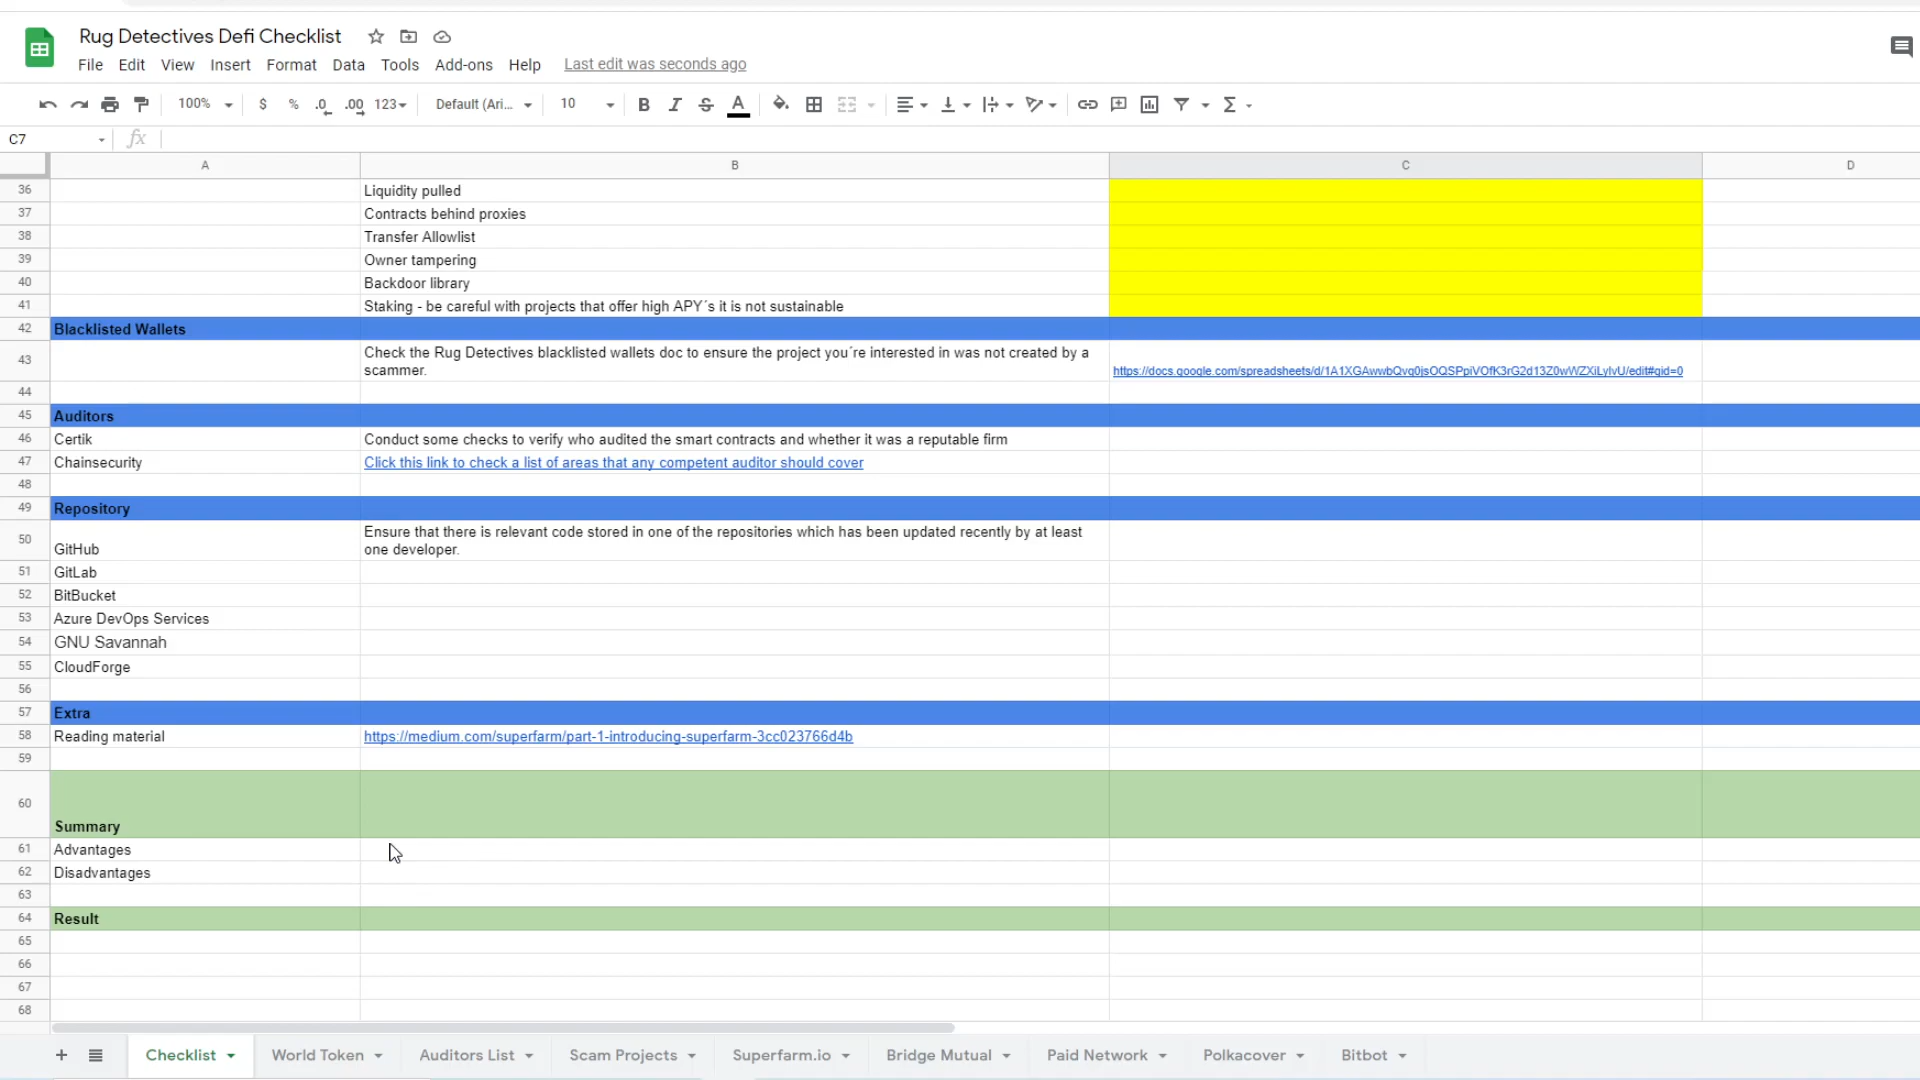 Rug Detectives Defi Checklist
File Edit View Insert Format Data Tools Add-ons Help Last edit was seconds ago
100% $ % .0 .00 123 Default (Ari... 10 B I S A
C7 fx
A B C D
36 Liquidity pulled
37 Contracts behind proxies
38 Transfer Allowlist
39 Owner tampering
40 Backdoor library
41 Staking - be careful with projects that offer high APY´s it is not sustainable
42 Blacklisted Wallets
43 Check the Rug Detectives blacklisted wallets doc to ensure the project you´re interested in was not created by a
scammer.
44
45 Auditors
46 Certik Conduct some checks to verify who audited the smart contracts and whether it was a reputable firm
47 Chainsecurity Click this link to check a list of areas that any competent auditor should cover
48
49 Repository
50 GitHub Ensure that there is relevant code stored in one of the repositories which has been updated recently by at least
one developer.
51 GitLab
52 BitBucket
53 Azure DevOps Services
54 GNU Savannah
55 CloudForge
56
57 Extra
58 Reading material https://medium.com/superfarm/part-1-introducing-superfarm-3cc023766d4b
59
60 Summary
61 Advantages
62 Disadvantages
63
64 Result
65
66
67
68
+ Checklist World Token Auditors List Scam Projects Superfarm.io Bridge Mutual Paid Network Polkacover Bitbot